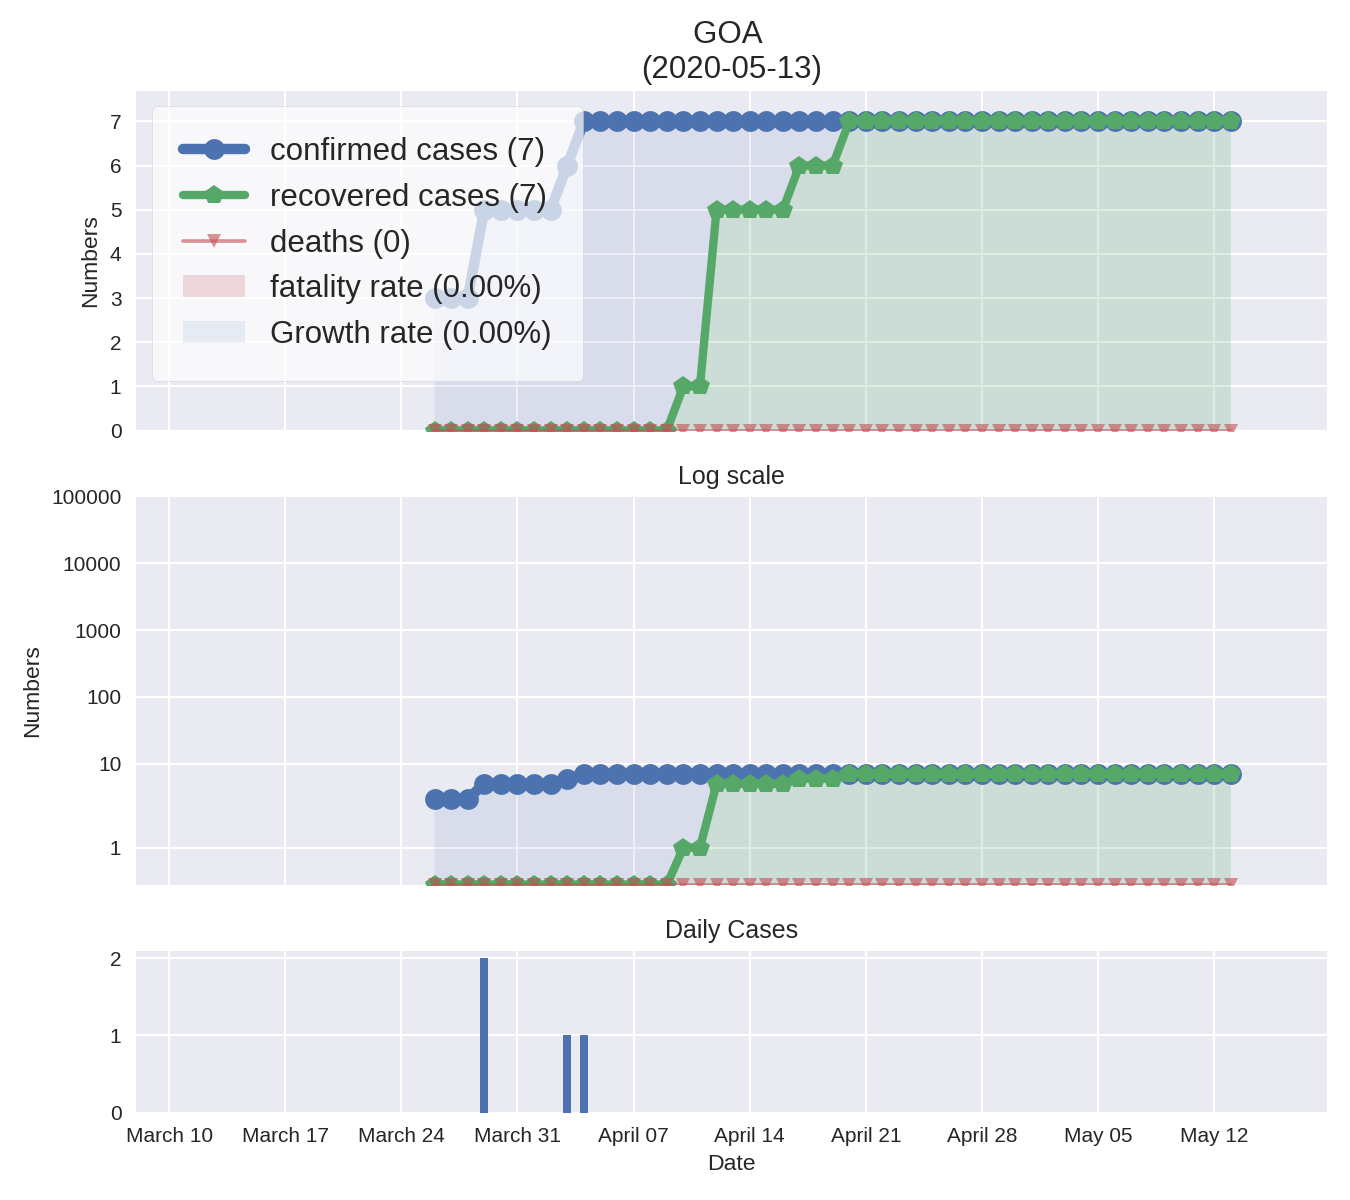 GOA
(2020-05-13)
7
6
5
4
3
2
1
0
Numbers
confirmed cases (7)
recovered cases (7)
deaths (0)
fatality rate (0.00%)
Growth rate (0.00%)
Log scale
100000
10000
1000
100
10
1
Numbers
Daily Cases
2
1
0
March 10 March 17 March 24 March 31 April 07 April 14 April 21 April 28 May 05 May 12
Date